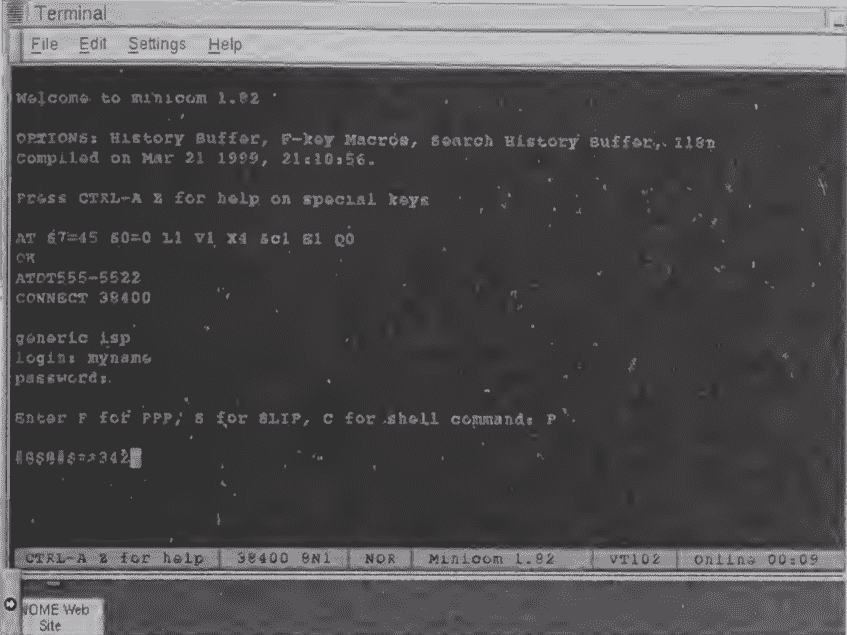 Terminal
File Edit Settings Help
Welcome to minicom 1.82
OPTIONS: History Buffer, F-key Macros, Search History Buffer, I18n
Compiled on Mar 21 1999, 21:10:56.
Press CTRL-A Z for help on special keys
AT S7=45 S0=0 L1 V1 X4 &c1 E1 Q0
OK
ATDT555-5522
CONNECT 38400
generic isp
login: myname
password:
Enter P for PPP, S for SLIP, C for shell command: P
CTRL-A Z for help | 38400 8N1 | NOR | Minicom 1.82 | VT102 | Online 00:09
OME Web
Site